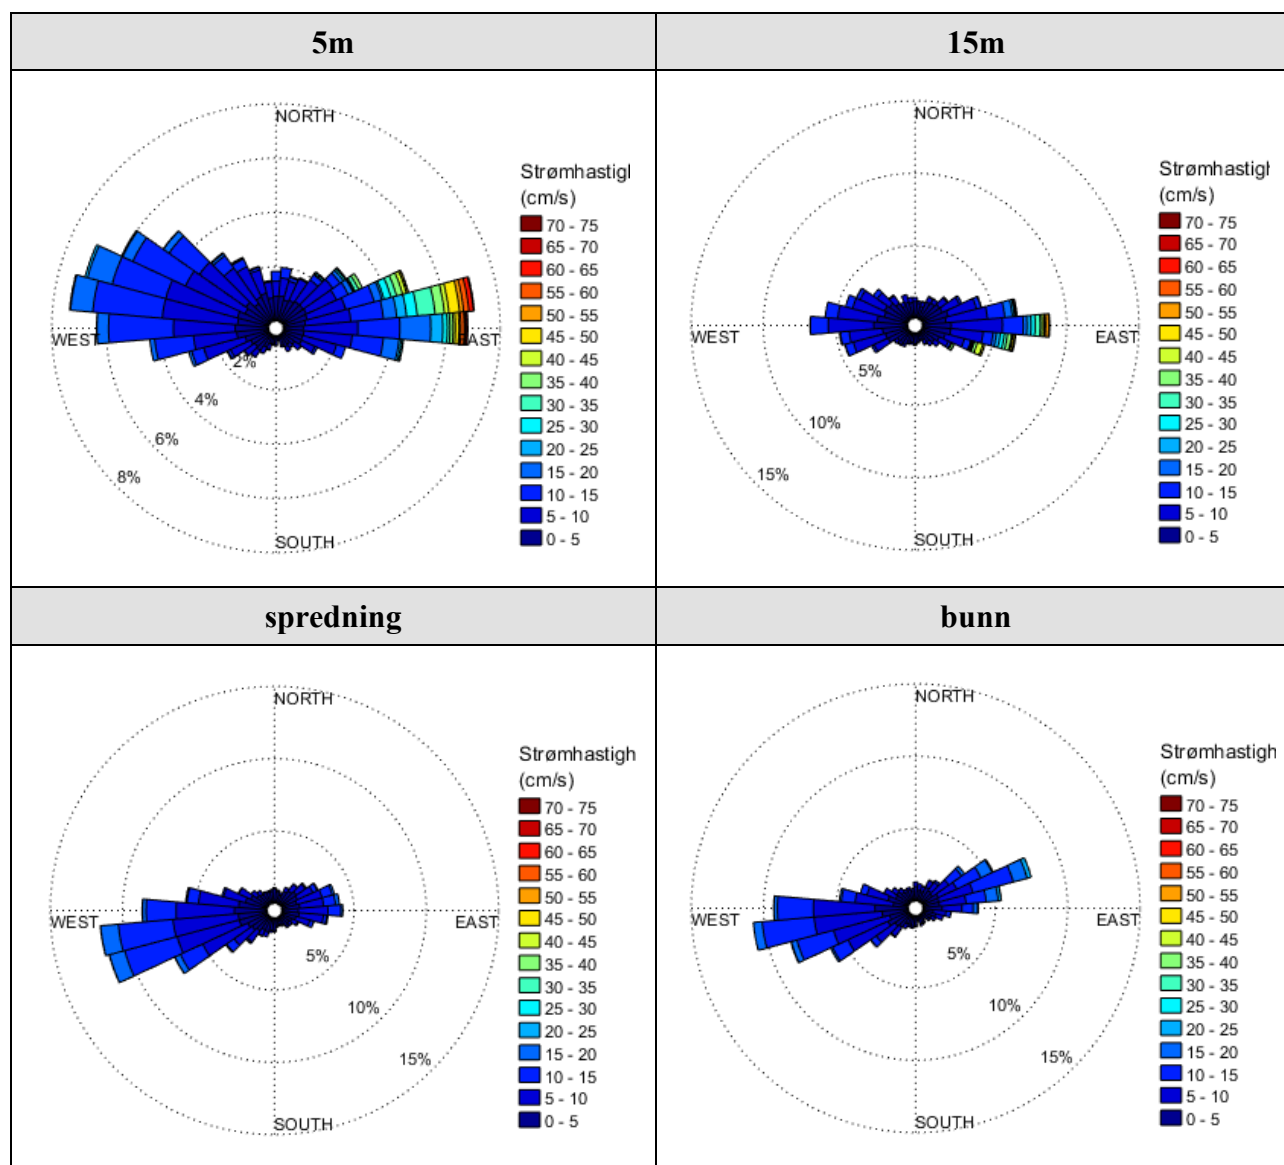 5m
15m
NORTH
WEST
AST
SOUTH
2%
4%
6%
8%
Strømhastigl
(cm/s)
70 - 75
65 - 70
60 - 65
55 - 60
50 - 55
45 - 50
40 - 45
35 - 40
30 - 35
25 - 30
20 - 25
15 - 20
10 - 15
5 - 10
0 - 5
NORTH
WEST
EAST
SOUTH
5%
10%
15%
Strømhastigh
(cm/s)
70 - 75
65 - 70
60 - 65
55 - 60
50 - 55
45 - 50
40 - 45
35 - 40
30 - 35
25 - 30
20 - 25
15 - 20
10 - 15
5 - 10
0 - 5
spredning
bunn
NORTH
WEST
EAST
SOUTH
5%
10%
15%
Strømhastigh
(cm/s)
70 - 75
65 - 70
60 - 65
55 - 60
50 - 55
45 - 50
40 - 45
35 - 40
30 - 35
25 - 30
20 - 25
15 - 20
10 - 15
5 - 10
0 - 5
NORTH
WEST
EAST
SOUTH
5%
10%
15%
Strømhastigh
(cm/s)
70 - 75
65 - 70
60 - 65
55 - 60
50 - 55
45 - 50
40 - 45
35 - 40
30 - 35
25 - 30
20 - 25
15 - 20
10 - 15
5 - 10
0 - 5